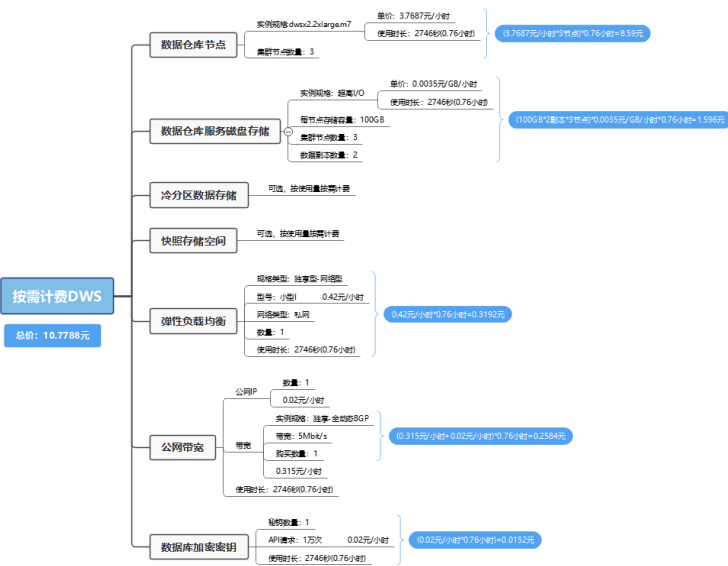 按需计费DWS
总价：10.7788元
数据仓库节点
实例规格:dwsx2.2xlarge.m7
单价：3.7687元/小时
使用时长：2746秒(0.76小时)
集群节点数量：3
(3.7687元/小时*3节点)*0.76小时=8.59元
数据仓库服务磁盘存储
实例规格：超高I/O
单价：0.0035元/GB/小时
使用时长：2746秒(0.76小时)
每节点存储容量：100GB
集群节点数量：3
数据副本数量：2
(100GB*2副本*3节点)*0.0035元/GB/小时*0.76小时=1.596元
冷分区数据存储
可选，按使用量按需计费
快照存储空间
可选，按使用量按需计费
弹性负载均衡
规格类型：独享型-网络型
型号：小型I 0.42元/小时
网络类型：私网
数量：1
使用时长：2746秒(0.76小时)
0.42元/小时*0.76小时=0.3192元
公网带宽
公网IP
数量：1
0.02元/小时
带宽
实例规格：独享-全动态BGP
带宽：5Mbit/s
购买数量：1
0.315元/小时
使用时长：2746秒(0.76小时)
(0.315元/小时+0.02元/小时)*0.76小时=0.2584元
数据库加密密钥
秘钥数量：1
API请求：1万次 0.02元/小时
使用时长：2746秒(0.76小时)
(0.02元/小时*0.76小时)=0.0152元